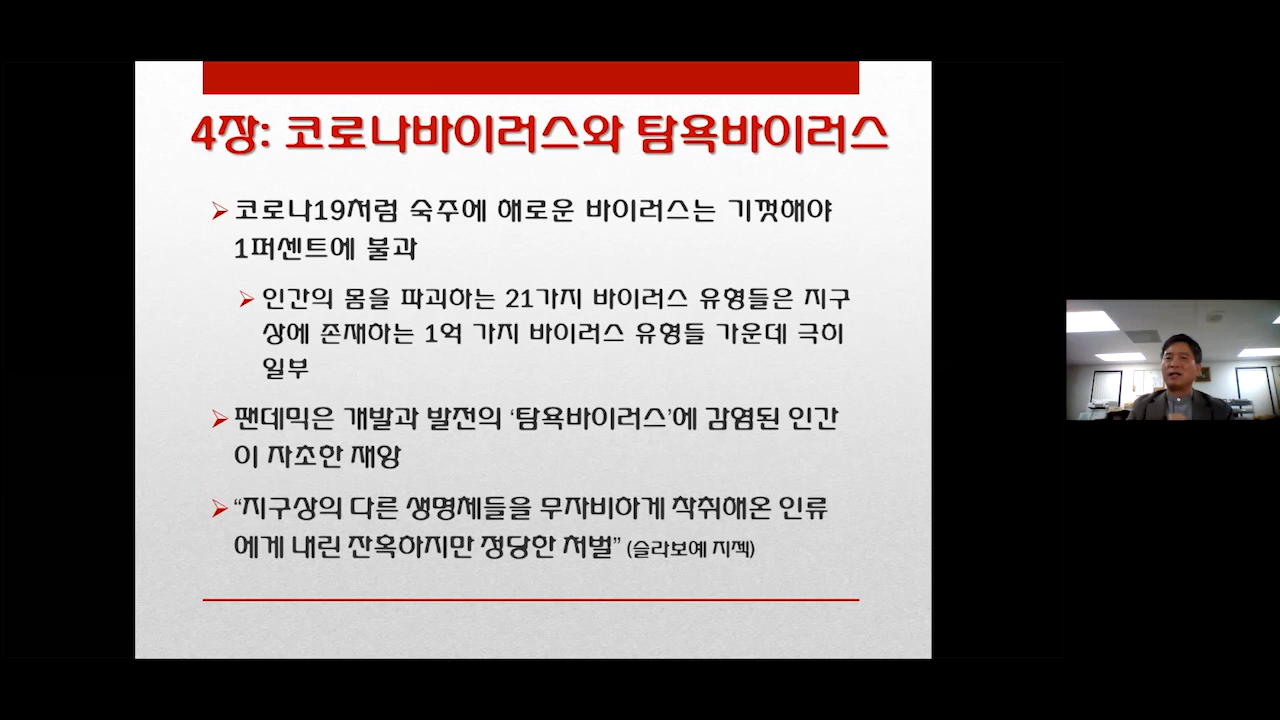 4장: 코로나바이러스와 탐욕바이러스
코로나19처럼 숙주에 해로운 바이러스는 기껏해야
1퍼센트에 불과
인간의 몸을 파괴하는 21가지 바이러스 유형들은 지구
상에 존재하는 1억 가지 바이러스 유형들 가운데 극히
일부
팬데믹은 개발과 발전의 ‘탐욕바이러스’에 감염된 인간
이 자초한 재앙
“지구상의 다른 생명체들을 무자비하게 착취해온 인류
에게 내린 잔혹하지만 정당한 처벌” (슬라보예 지젝)